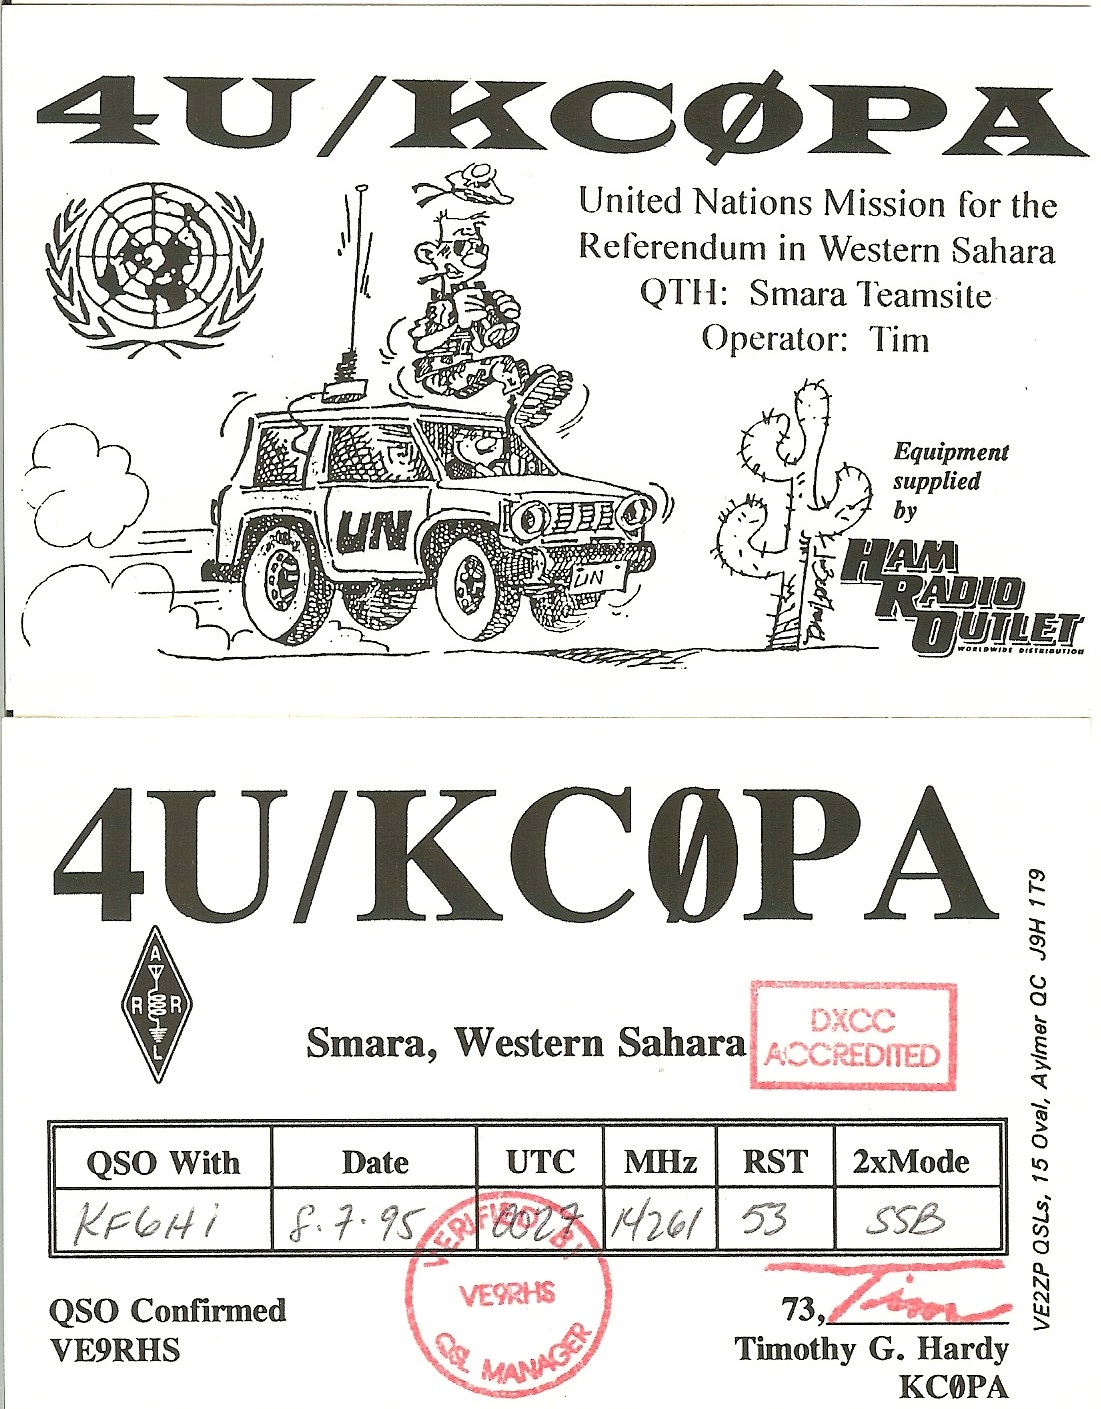 4U/KCØPA
United Nations Mission for the
Referendum in Western Sahara
QTH: Smara Teamsite
Operator: Tim
Equipment
supplied
by
HAM
RADIO
OUTLET
WORLDWIDE DISTRIBUTION
UN
UN
4U/KCØPA
A
R R
L
Smara, Western Sahara
DXCC
ACCREDITED
QSO With Date UTC MHz RST 2xMode
KF6Hi 8.7.95 0027 14261 53 SSB
VERIFIED BY
VE9RHS
QSL MANAGER
QSO Confirmed
VE9RHS
73, Tim
Timothy G. Hardy
KCØPA
VE2ZP QSLs, 15 Oval, Aylmer QC J9H 1T9